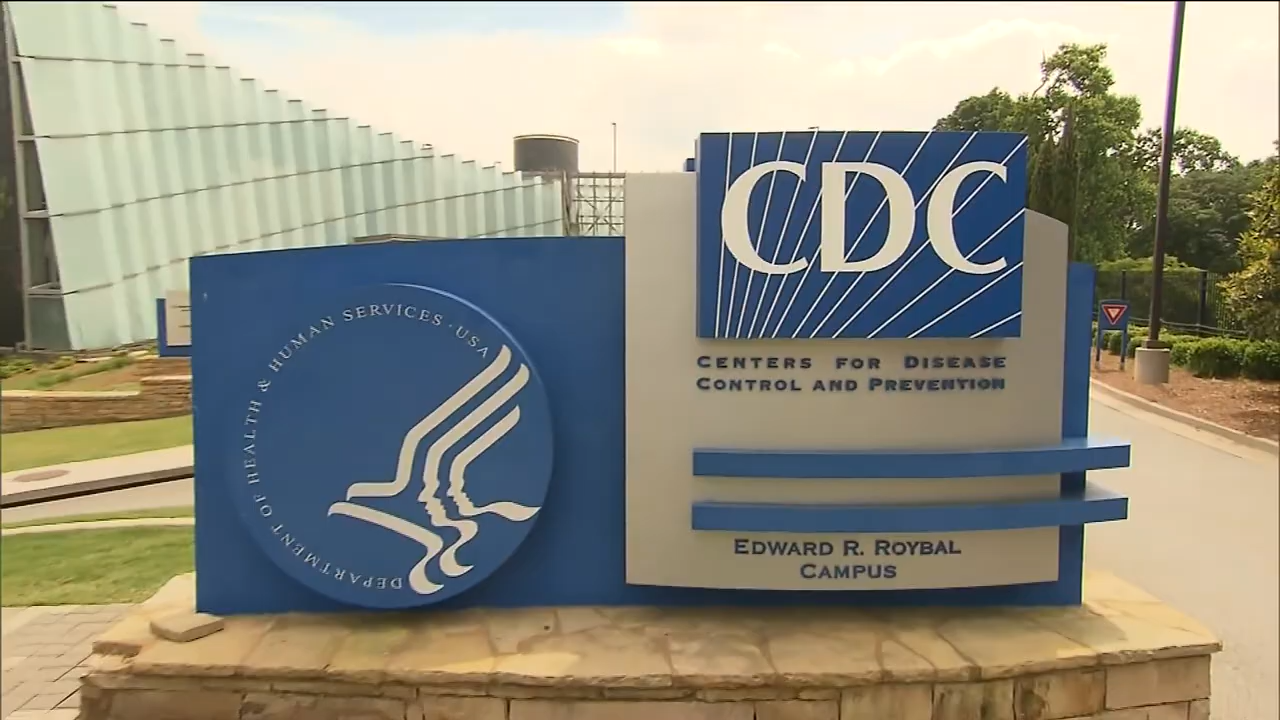 DEPARTMENT OF HEALTH & HUMAN SERVICES · USA
CDC
CENTERS FOR DISEASE
CONTROL AND PREVENTION
EDWARD R. ROYBAL
CAMPUS